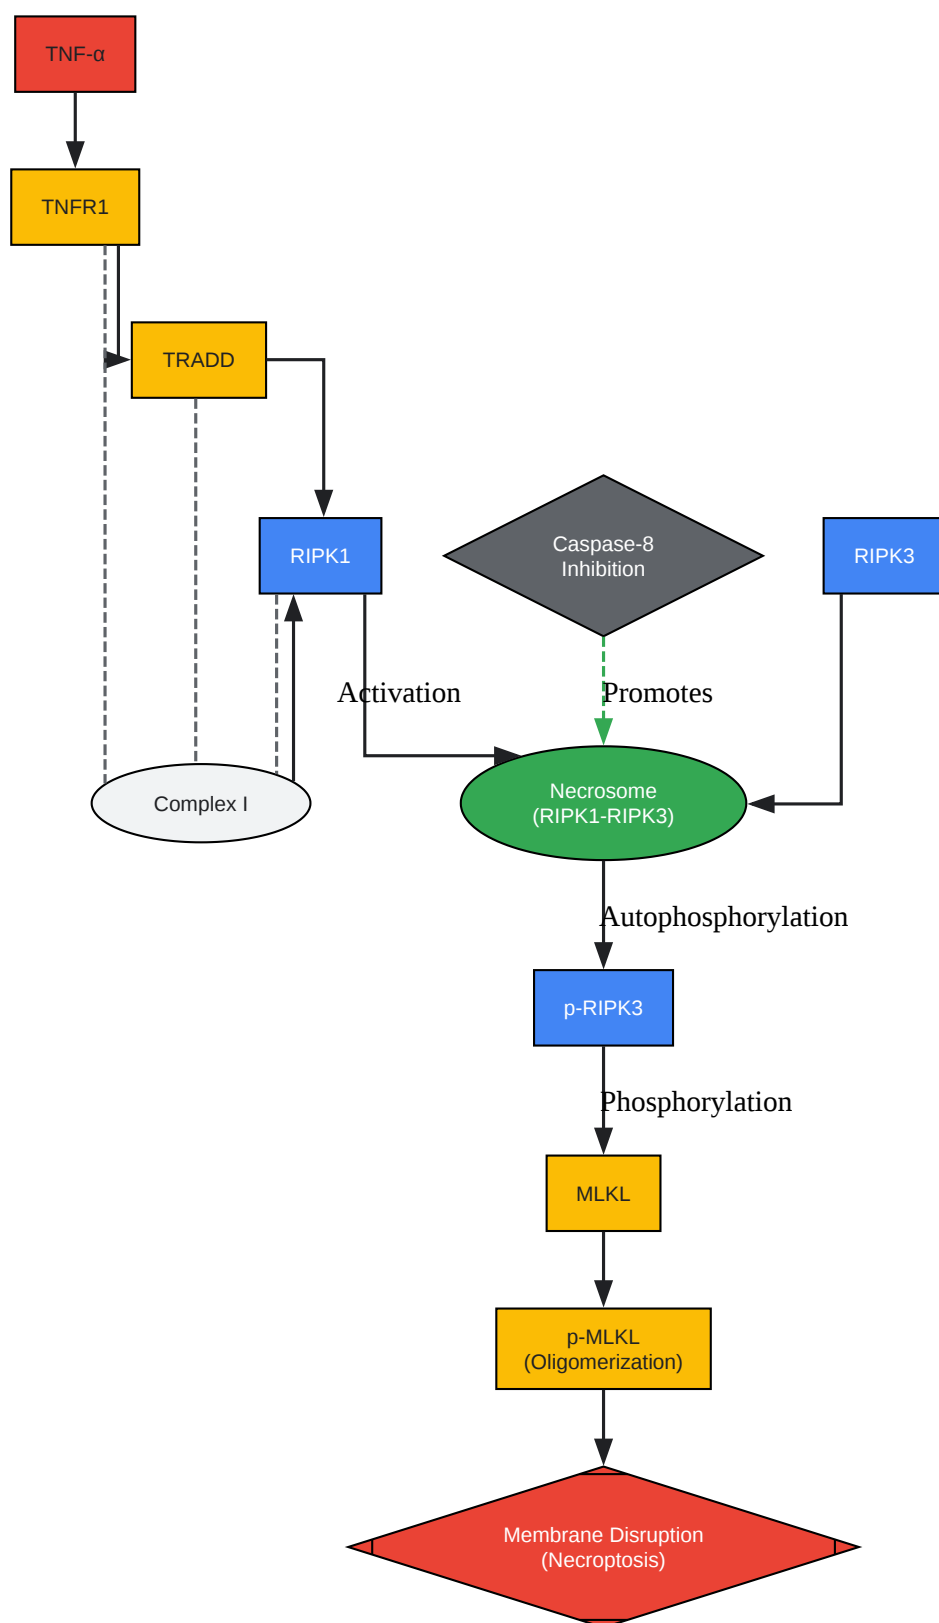 TNF-α
TNFR1
TRADD
RIPK1
Caspase-8
Inhibition
RIPK3
Activation
Promotes
Complex I
Necrosome
(RIPK1-RIPK3)
Autophosphorylation
p-RIPK3
Phosphorylation
MLKL
p-MLKL
(Oligomerization)
Membrane Disruption
(Necroptosis)